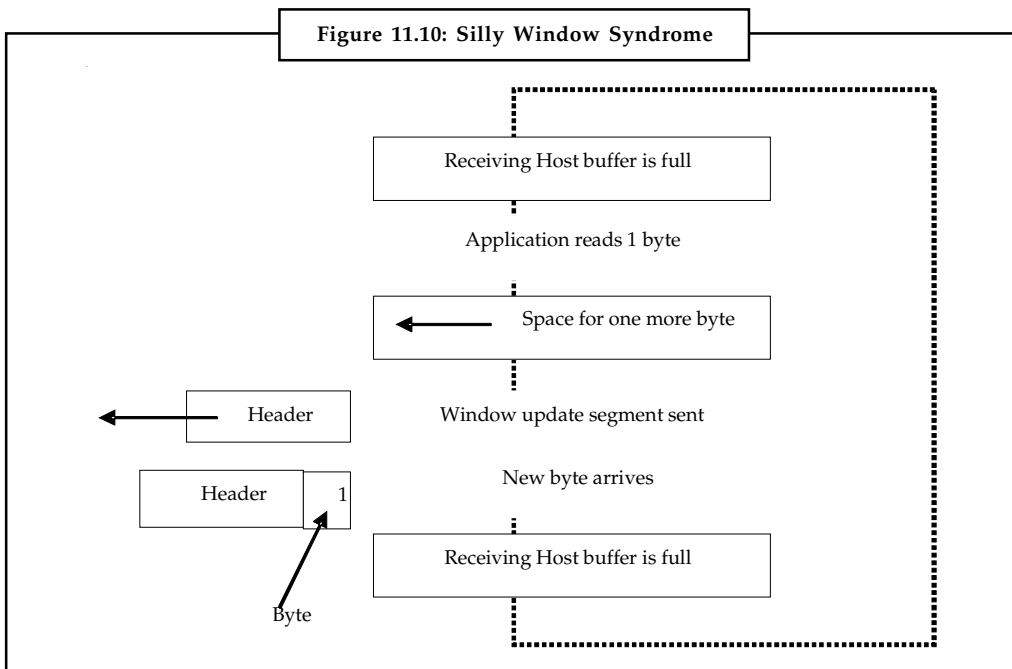 Figure 11.10: Silly Window Syndrome
Receiving Host buffer is full
Application reads 1 byte
Space for one more byte
Header
Window update segment sent
New byte arrives
Header
1
Receiving Host buffer is full
Byte